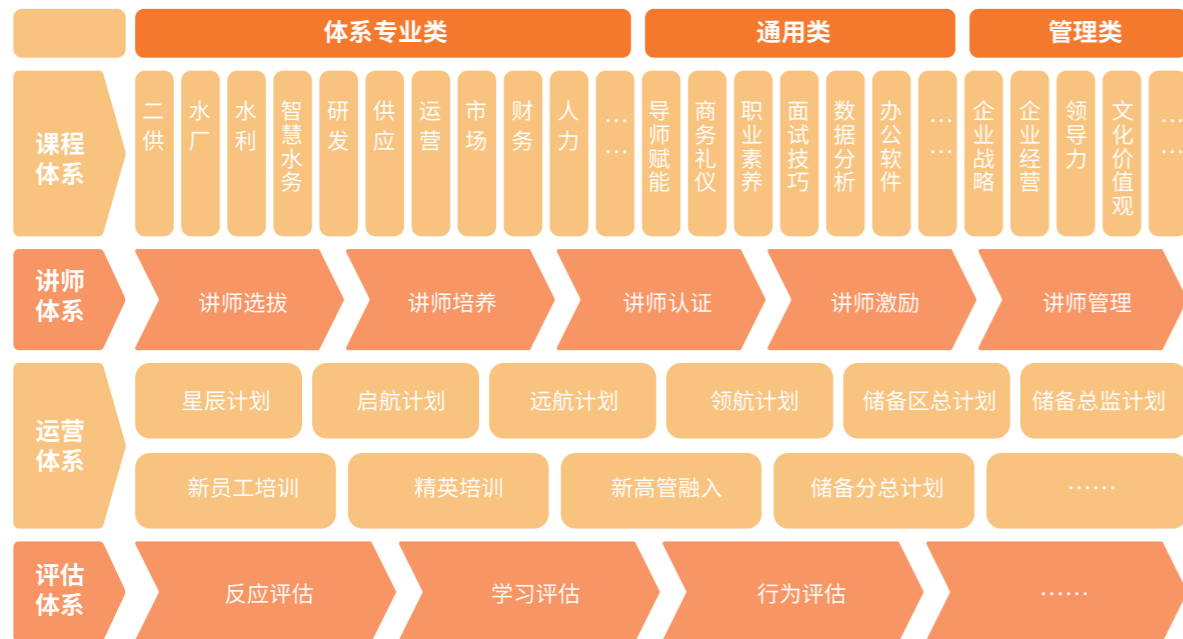 体系专业类
通用类
管理类
课程
体系
二供
水厂
水利
智慧水务
研发
供应
运营
市场
财务
人力
……
导师赋能
商务礼仪
职业素养
面试技巧
数据分析
办公软件
……
企业战略
企业经营
领导力
文化价值观
……
讲师
体系
讲师选拔
讲师培养
讲师认证
讲师激励
讲师管理
运营
体系
星辰计划
启航计划
远航计划
领航计划
储备区总计划
储备总监计划
新员工培训
精英培训
新高管融入
储备分总计划
……
评估
体系
反应评估
学习评估
行为评估
……